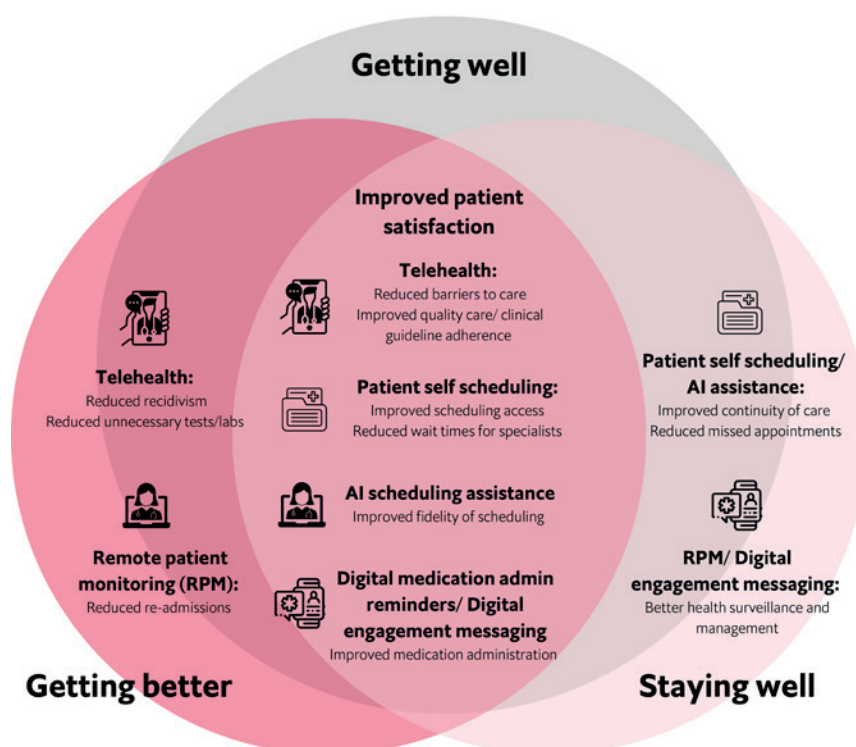 Getting well
Improved patient
satisfaction
Telehealth:
Reduced barriers to care
Improved quality care/ clinical
guideline adherence
Patient self scheduling:
Improved scheduling access
Reduced wait times for specialists
AI scheduling assistance
Improved fidelity of scheduling
Digital medication admin
reminders/ Digital
engagement messaging
Improved medication administration
Telehealth:
Reduced recidivism
Reduced unnecessary tests/labs
Remote patient
monitoring (RPM):
Reduced re-admissions
Getting better
Patient self scheduling/
AI assistance:
Improved continuity of care
Reduced missed appointments
RPM/ Digital
engagement messaging:
Better health surveillance and
management
Staying well